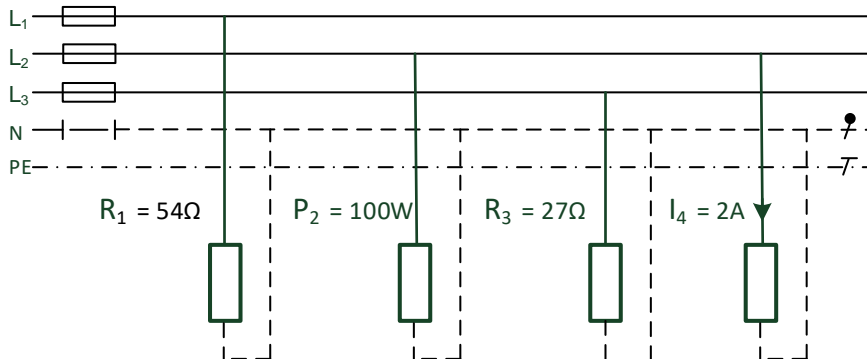 L₁
L₂
L₃
N
PE
R₁ = 54Ω P₂ = 100W R₃ = 27Ω I₄ = 2A